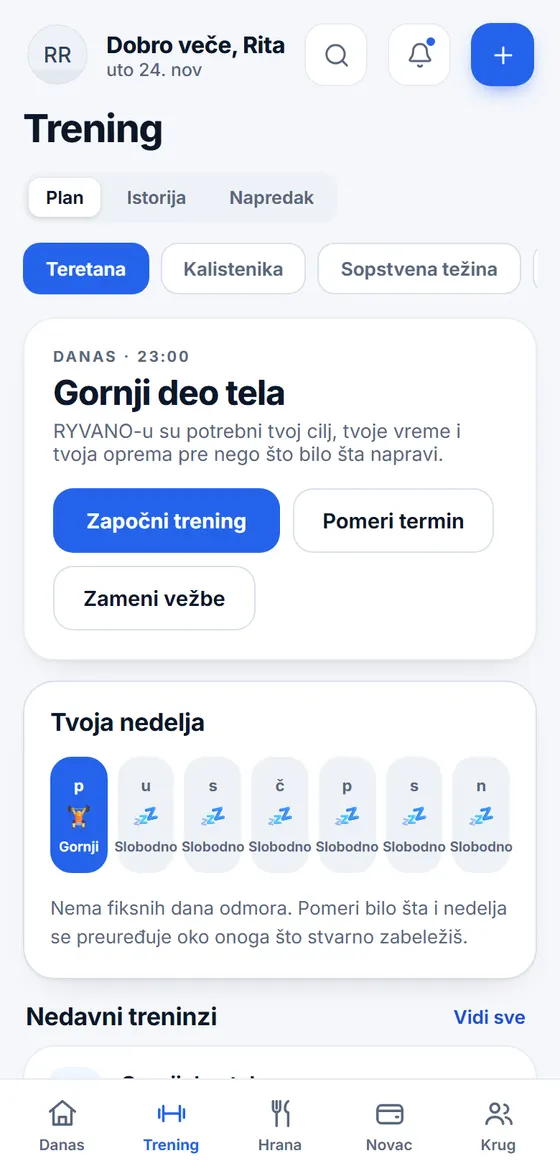 RR
Dobro veče, Rita
uto 24. nov
Trening
Plan
Istorija
Napredak
Teretana
Kalistenika
Sopstvena težina
DANAS · 23:00
Gornji deo tela
RYVANO-u su potrebni tvoj cilj, tvoje vreme i
tvoja oprema pre nego što bilo šta napravi.
Započni trening
Pomeri termin
Zameni vežbe
Tvoja nedelja
p
u
s
č
p
s
n
Gornji
Slobodno
Slobodno
Slobodno
Slobodno
Slobodno
Slobodno
Nema fiksnih dana odmora. Pomeri bilo šta i nedelja
se preuređuje oko onoga što stvarno zabeležiš.
Nedavni treninzi
Vidi sve
Danas
Trening
Hrana
Novac
Krug